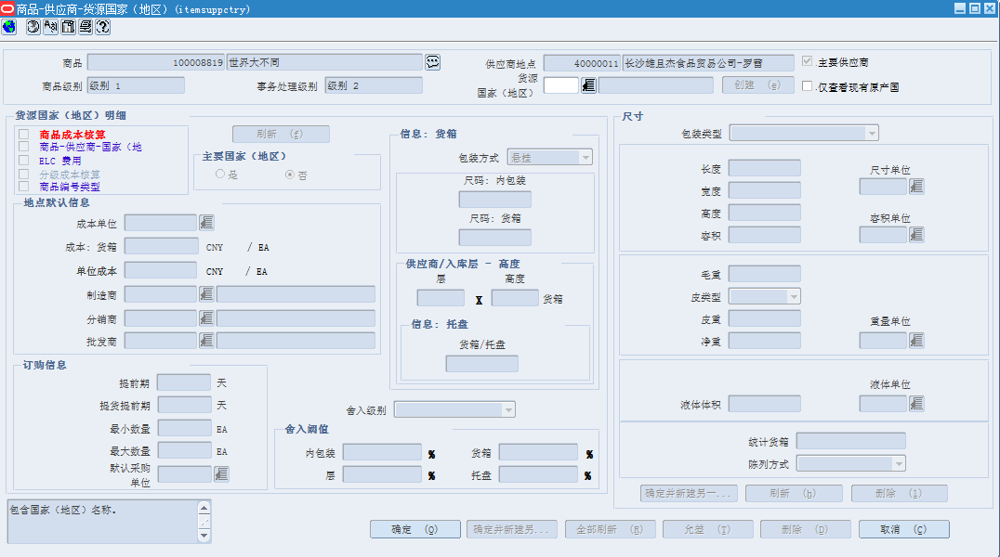 商品-供应商-货源国家（地区）(itemsuppctry)
商品 100008819 世界大不同
供应商地点 40000011 长沙维且杰食品贸易公司-罗霄
主要供应商
商品级别 级别 1
事务处理级别 级别 2
货源
国家（地区）
创建 (e)
.仅查看现有原产国
货源国家（地区）明细
商品成本核算
商品-供应商-国家（地
ELC 费用
分级成本核算
商品编号类型
刷新 (f)
主要国家（地区）
是 否
地点默认信息
成本单位
成本: 货箱 CNY / EA
单位成本 CNY / EA
制造商
分销商
批发商
订购信息
提前期 天
提货提前期 天
最小数量 EA
最大数量 EA
默认采购
单位
信息: 货箱
包装方式 悬挂
尺码: 内包装
尺码: 货箱
供应商/入库层 - 高度
层 高度
X 货箱
信息: 托盘
货箱/托盘
舍入级别
舍入阈值
内包装 % 货箱 %
层 % 托盘 %
尺寸
包装类型
长度 尺寸单位
宽度
高度 容积单位
容积
毛重
皮类型
皮重 重量单位
净重
液体单位
液体体积
统计货箱
陈列方式
确定并新建另一... 刷新 (h) 删除 (l)
包含国家（地区）名称.
确定 (O) 确定并新建另... 全部刷新 (R) 允差 (T) 删除 (D) 取消 (C)